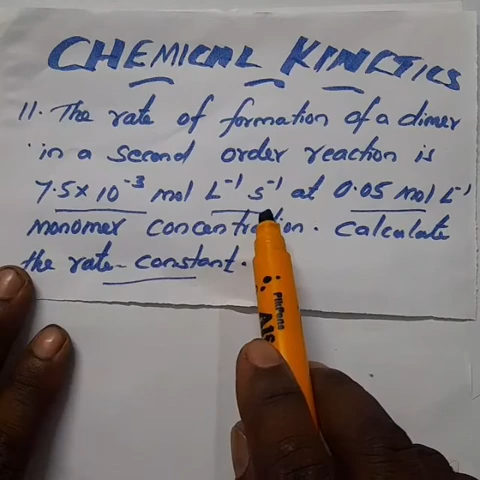 CHEMICAL KINETICS
11. The rate of formation of a dimer
in a second order reaction is
7.5 × 10⁻³ mol L⁻¹ s⁻¹ at 0.05 mol L⁻¹
monomer concentration. calculate
the rate constant.
PikPens